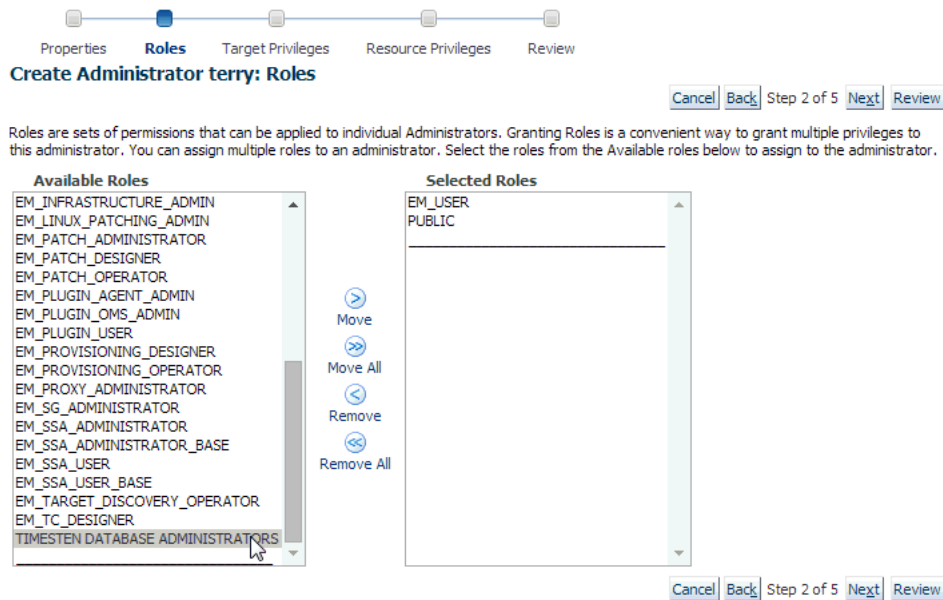 Properties Roles Target Privileges Resource Privileges Review
Create Administrator terry: Roles
Cancel Back Step 2 of 5 Next Review
Roles are sets of permissions that can be applied to individual Administrators. Granting Roles is a convenient way to grant multiple privileges to
this administrator. You can assign multiple roles to an administrator. Select the roles from the Available roles below to assign to the administrator.
Available Roles
EM_INFRASTRUCTURE_ADMIN
EM_LINUX_PATCHING_ADMIN
EM_PATCH_ADMINISTRATOR
EM_PATCH_DESIGNER
EM_PATCH_OPERATOR
EM_PLUGIN_AGENT_ADMIN
EM_PLUGIN_OMS_ADMIN
EM_PLUGIN_USER
EM_PROVISIONING_DESIGNER
EM_PROVISIONING_OPERATOR
EM_PROXY_ADMINISTRATOR
EM_SG_ADMINISTRATOR
EM_SSA_ADMINISTRATOR
EM_SSA_ADMINISTRATOR_BASE
EM_SSA_USER
EM_SSA_USER_BASE
EM_TARGET_DISCOVERY_OPERATOR
EM_TC_DESIGNER
TIMESTEN DATABASE ADMINISTRATORS
Move
Move All
Remove
Remove All
Selected Roles
EM_USER
PUBLIC
Cancel Back Step 2 of 5 Next Review